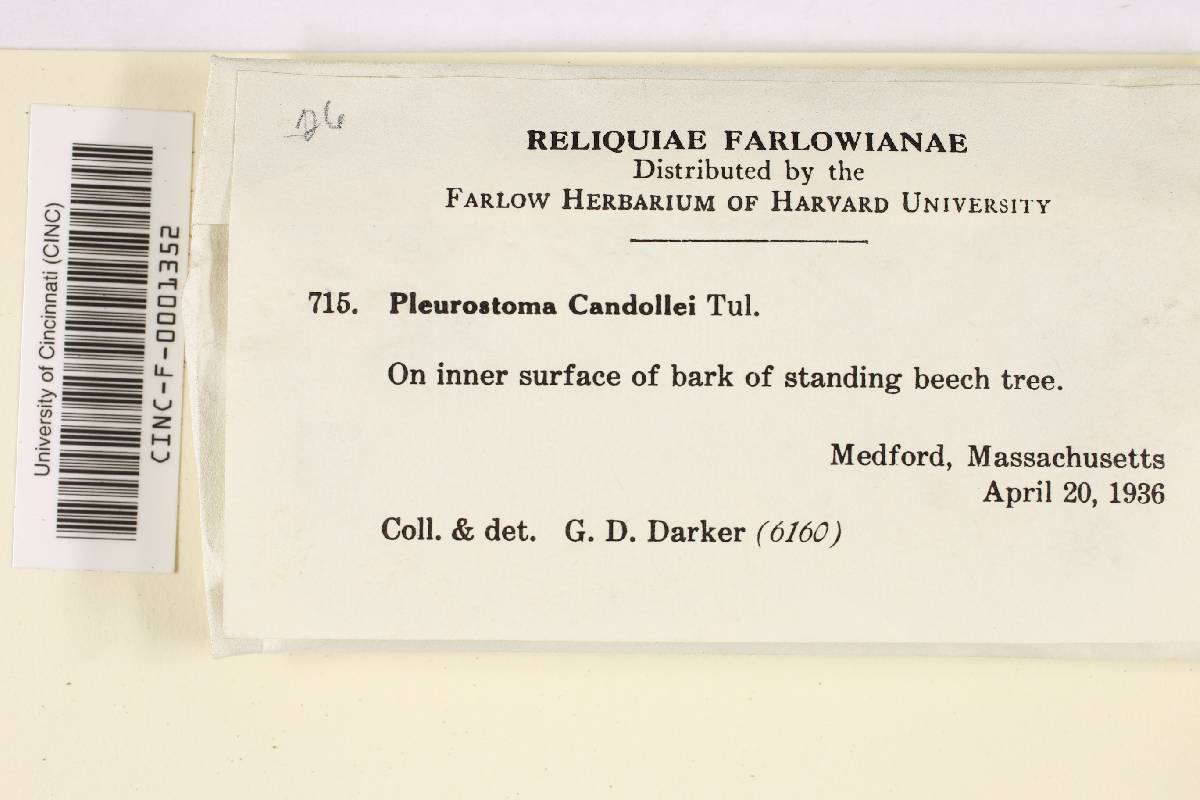 26
RELIQUIAE FARLOWIANAE
Distributed by the
FARLOW HERBARIUM OF HARVARD UNIVERSITY
715. Pleurostoma Candollei Tul.
On inner surface of bark of standing beech tree.
Medford, Massachusetts
April 20, 1936
Coll. & det. G. D. Darker (6160)
University of Cincinnati (CINC)
CINC-F-0001352